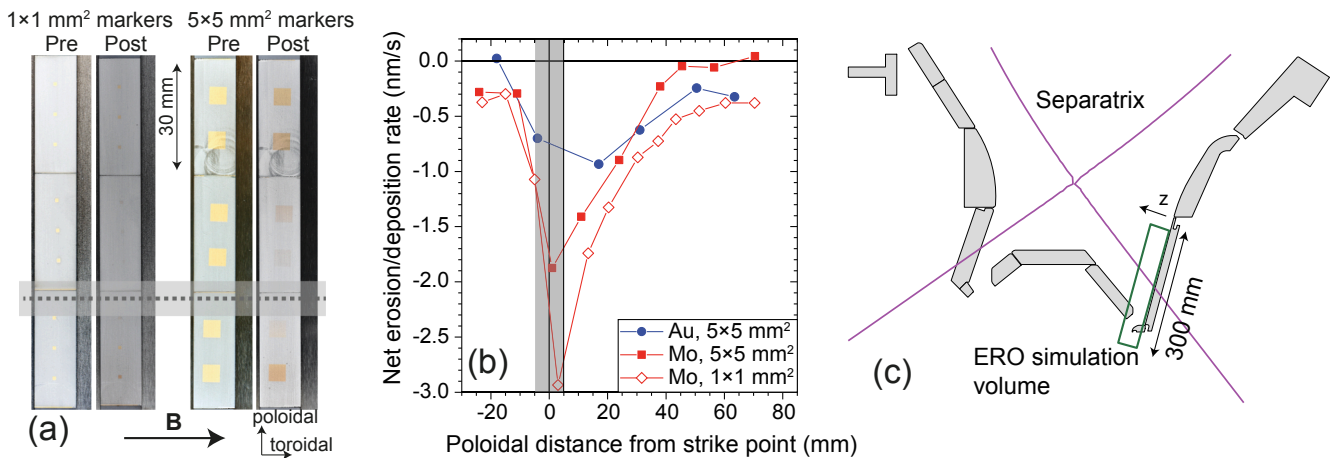 1×1 mm² markers
5×5 mm² markers
Pre
Post
Pre
Post
30 mm
(a)
B
poloidal
toroidal
Net erosion/deposition rate (nm/s)
0.0
-0.5
-1.0
-1.5
-2.0
-2.5
-3.0
(b)
Au, 5×5 mm²
Mo, 5×5 mm²
Mo, 1×1 mm²
-20
0
20
40
60
80
Poloidal distance from strike point (mm)
Separatrix
z
300 mm
ERO simulation
volume
(c)